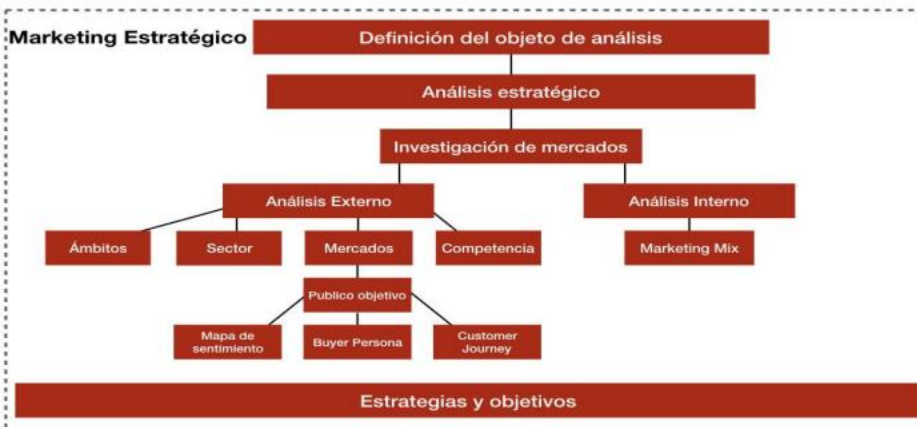 Marketing Estratégico
Definición del objeto de análisis
Análisis estratégico
Investigación de mercados
Análisis Externo
Análisis Interno
Ámbitos
Sector
Mercados
Competencia
Marketing Mix
Publico objetivo
Mapa de
sentimiento
Buyer Persona
Customer
Journey
Estrategias y objetivos